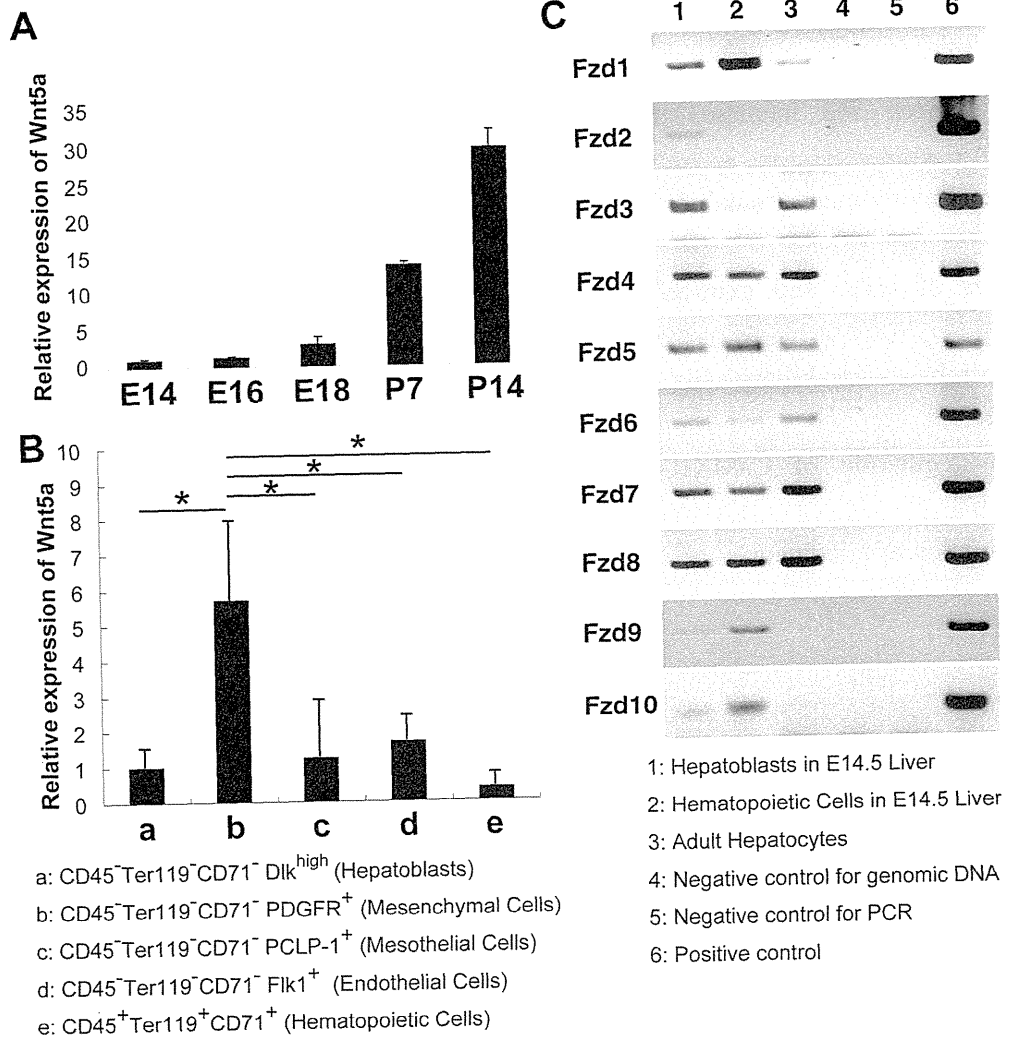 A
Relative expression of Wnt5a
35
30
25
20
15
10
5
0
E14 E16 E18 P7 P14
B
Relative expression of Wnt5a
10
9
8
7
6
5
4
3
2
1
0
* * * *
a b c d e
a: CD45⁻Ter119⁻CD71⁻ Dlk^high (Hepatoblasts)
b: CD45⁻Ter119⁻CD71⁻ PDGFR⁺ (Mesenchymal Cells)
c: CD45⁻Ter119⁻CD71⁻ PCLP-1⁺ (Mesothelial Cells)
d: CD45⁻Ter119⁻CD71⁻ Flk1⁺ (Endothelial Cells)
e: CD45⁺Ter119⁺CD71⁺ (Hematopoietic Cells)
C
1 2 3 4 5 6
Fzd1
Fzd2
Fzd3
Fzd4
Fzd5
Fzd6
Fzd7
Fzd8
Fzd9
Fzd10
1: Hepatoblasts in E14.5 Liver
2: Hematopoietic Cells in E14.5 Liver
3: Adult Hepatocytes
4: Negative control for genomic DNA
5: Negative control for PCR
6: Positive control